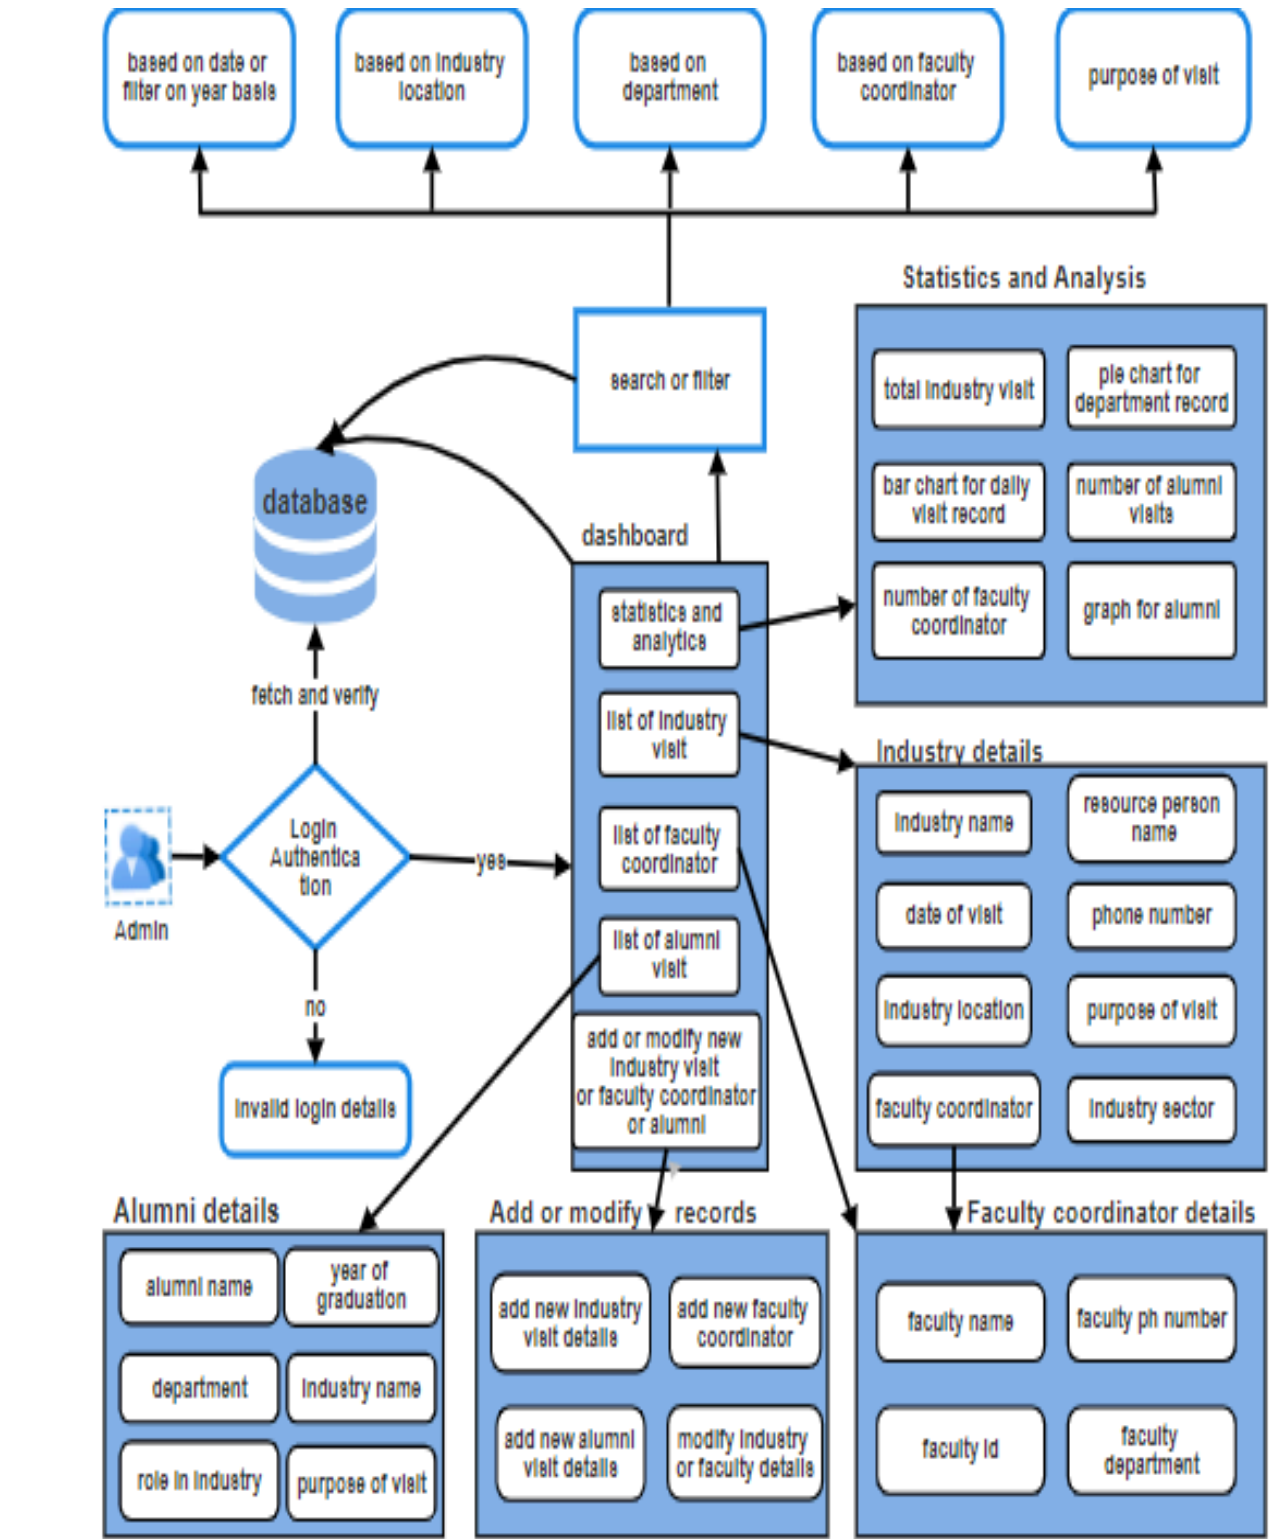 based on date or
filter on year basis
based on industry
location
based on
department
based on faculty
coordinator
purpose of visit
Statistics and Analysis
search or filter
total industry visit
pie chart for
department record
bar chart for daily
visit record
number of alumni
visits
number of faculty
coordinator
graph for alumni
database
dashboard
statistics and
analytics
list of industry
visit
list of faculty
coordinator
list of alumni
visit
add or modify new
industry visit
or faculty coordinator
or alumni
fetch and verify
Login
Authentica
tion
yes
Admin
no
invalid login details
Industry details
industry name
resource person
name
date of visit
phone number
industry location
purpose of visit
faculty coordinator
industry sector
Alumni details
alumni name
year of
graduation
department
industry name
role in industry
purpose of visit
Add or modify records
add new industry
visit details
add new faculty
coordinator
add new alumni
visit details
modify industry
or faculty details
Faculty coordinator details
faculty name
faculty ph number
faculty id
faculty
department